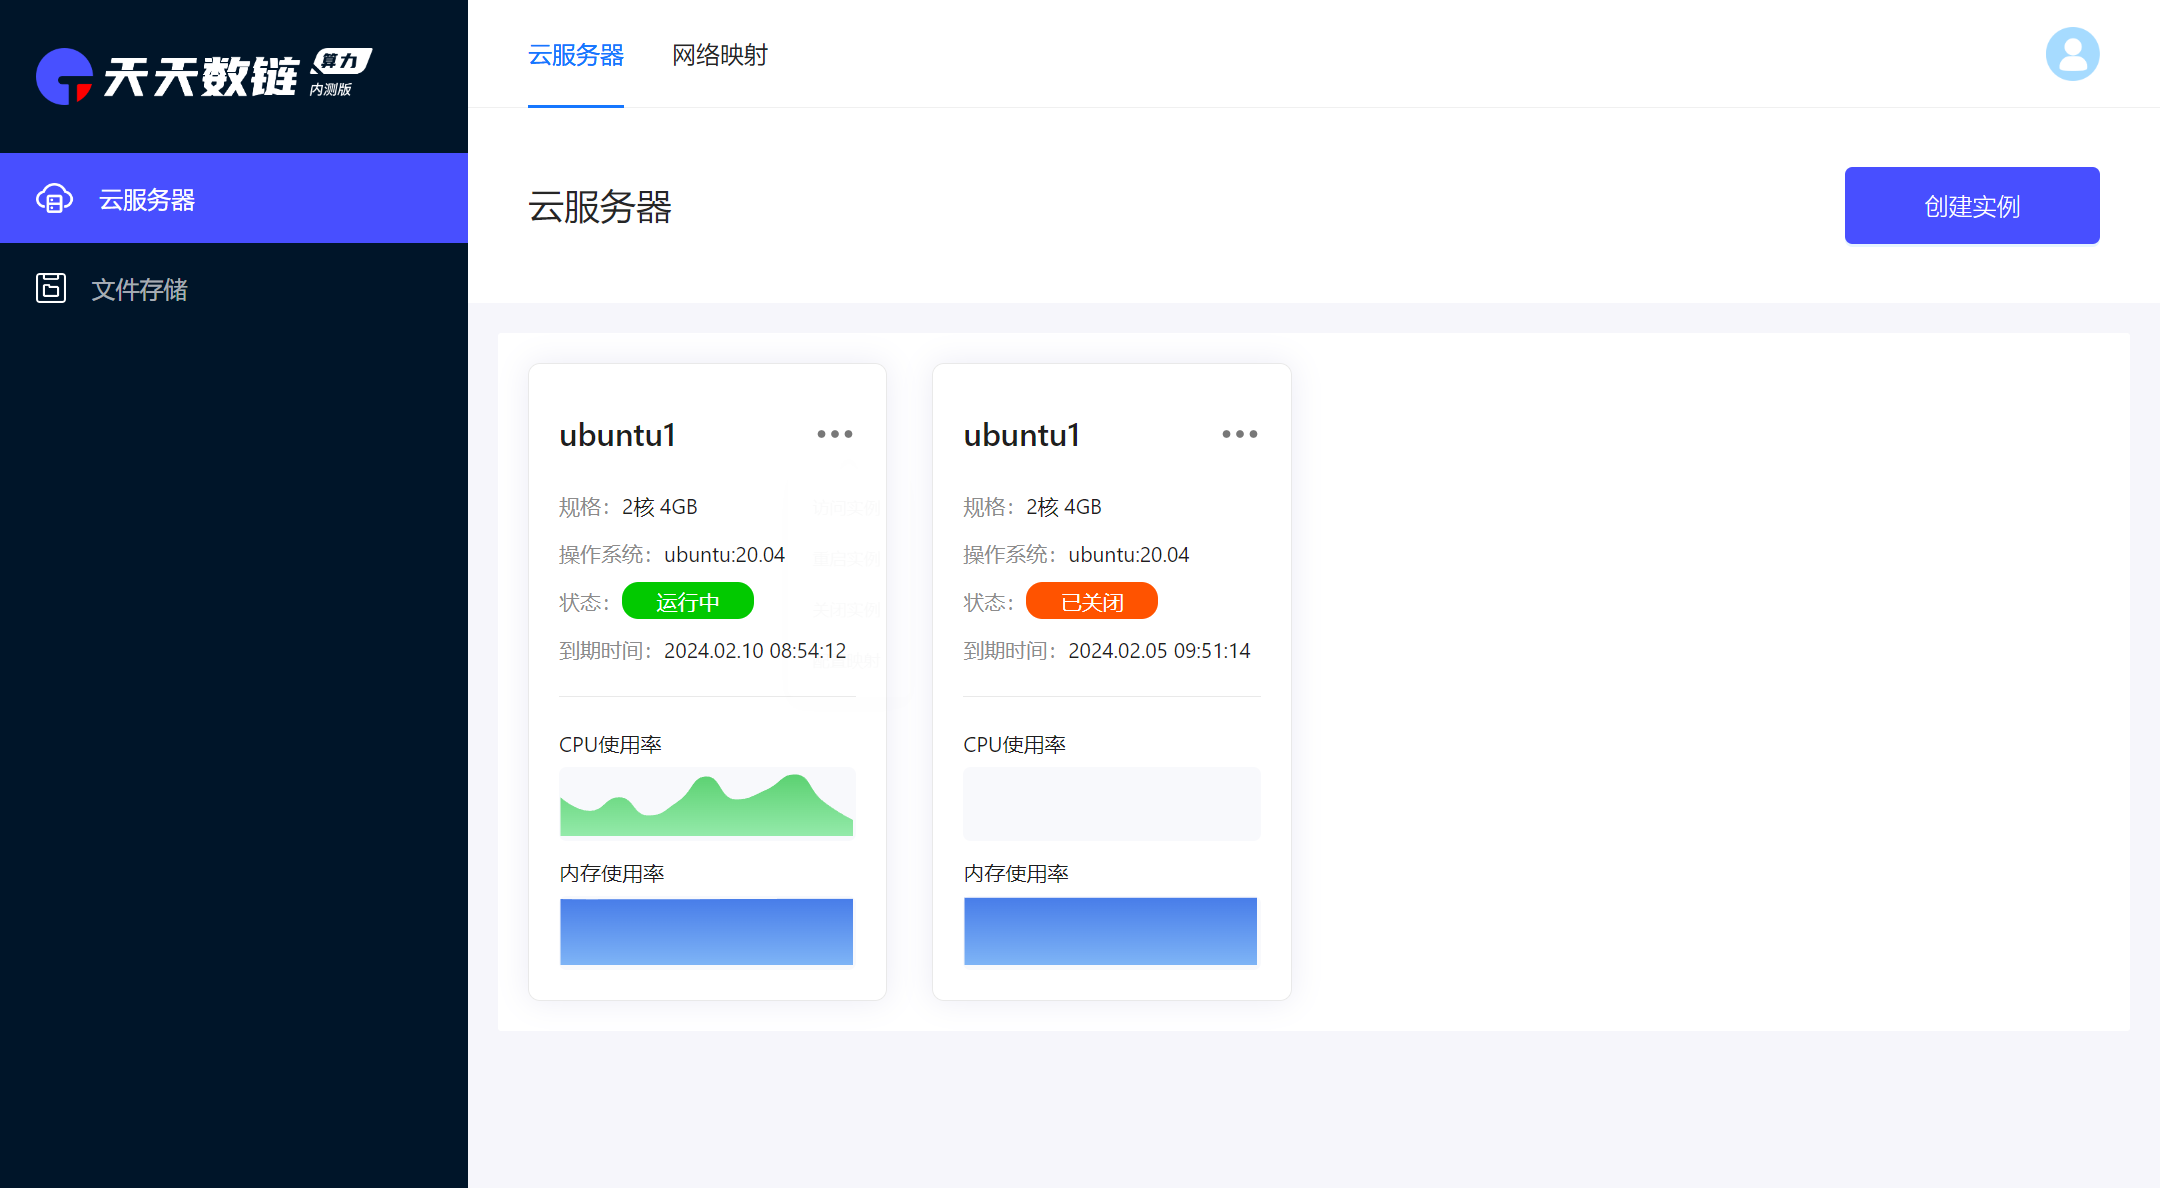 天天数链 算力
内测版
云服务器
文件存储
云服务器 网络映射
云服务器
创建实例
ubuntu1
规格：2核 4GB
操作系统：ubuntu:20.04
状态：运行中
到期时间：2024.02.10 08:54:12
CPU使用率
内存使用率
ubuntu1
规格：2核 4GB
操作系统：ubuntu:20.04
状态：已关闭
到期时间：2024.02.05 09:51:14
CPU使用率
内存使用率